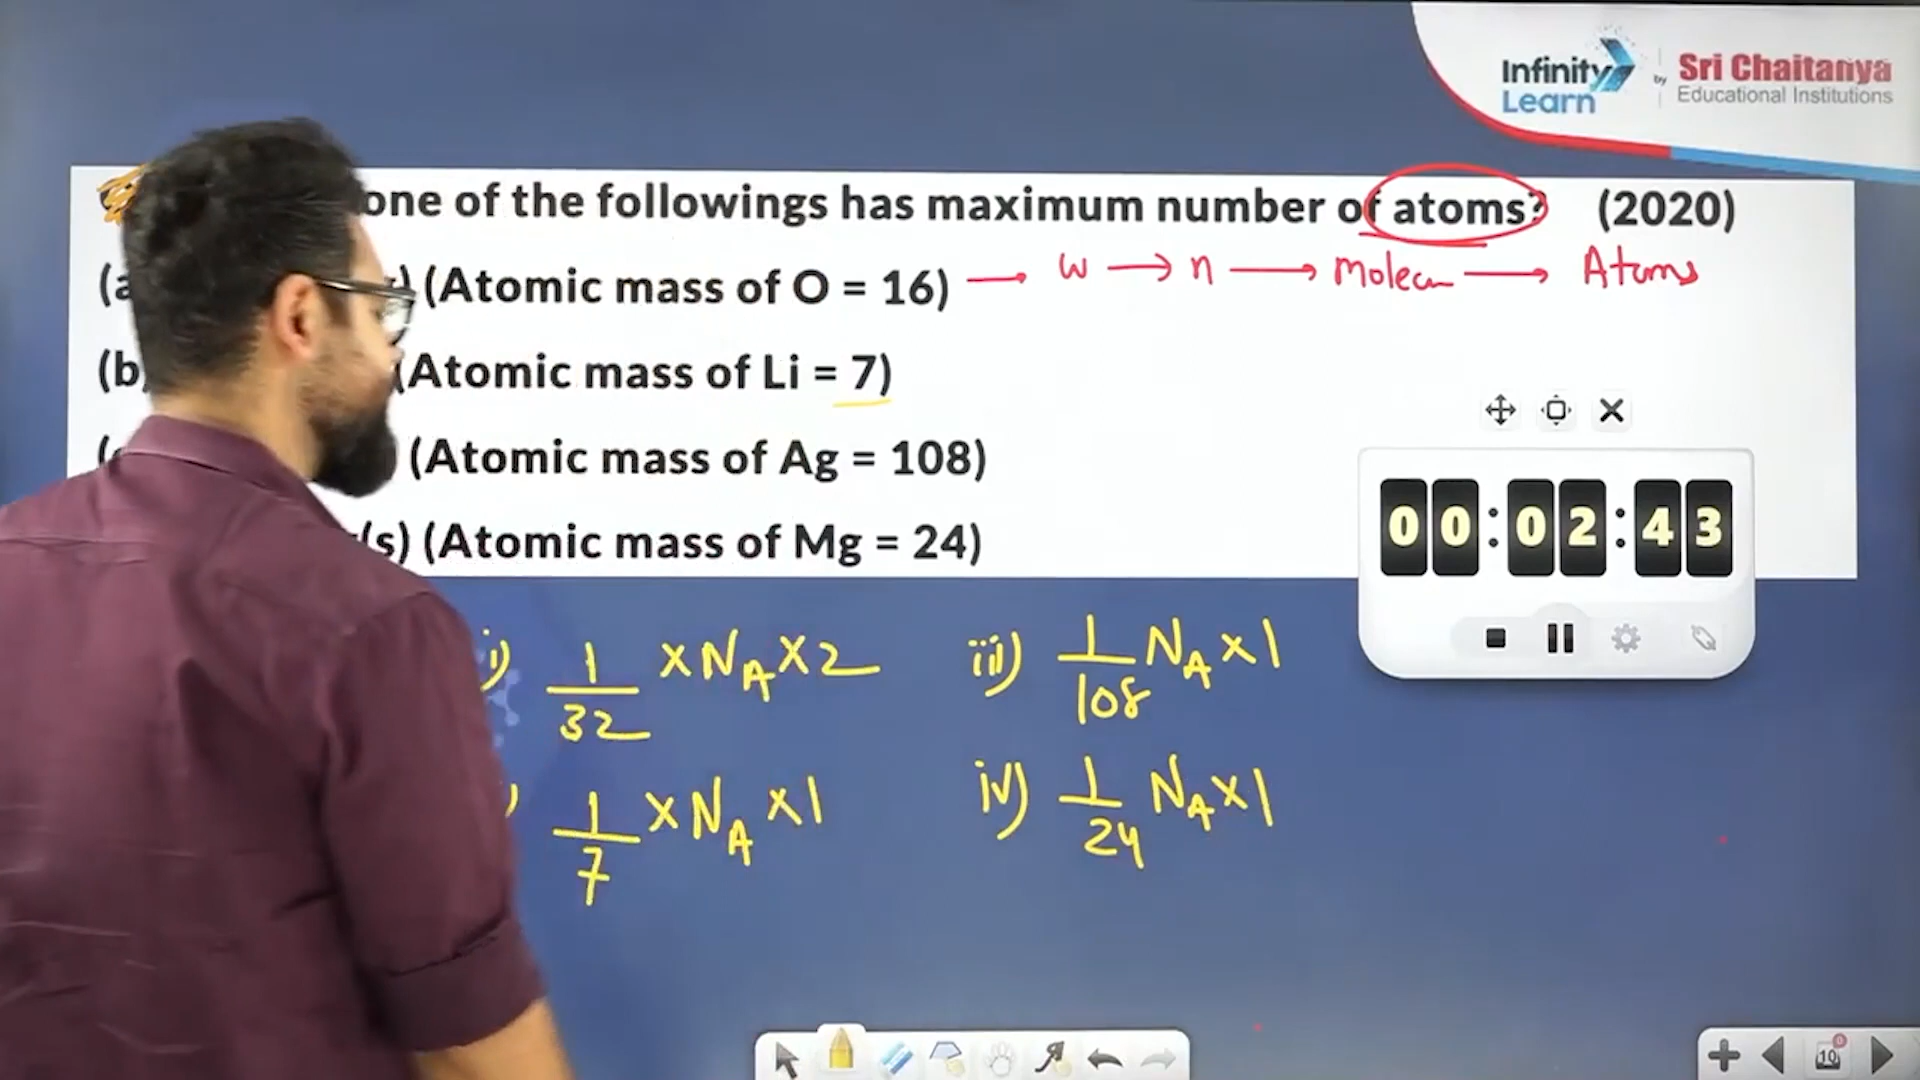 Infinity
Learn
by
Sri Chaitanya
Educational Institutions
one of the followings has maximum number of atoms? (2020)
(Atomic mass of O = 16) → w → n → Molecu → Atoms
(b
(Atomic mass of Li = 7)
(Atomic mass of Ag = 108)
(s) (Atomic mass of Mg = 24)
00:02:43
i) 1/32 × NA × 2
iii) 1/108 NA × 1
) 1/7 × NA × 1
iv) 1/24 NA × 1
10